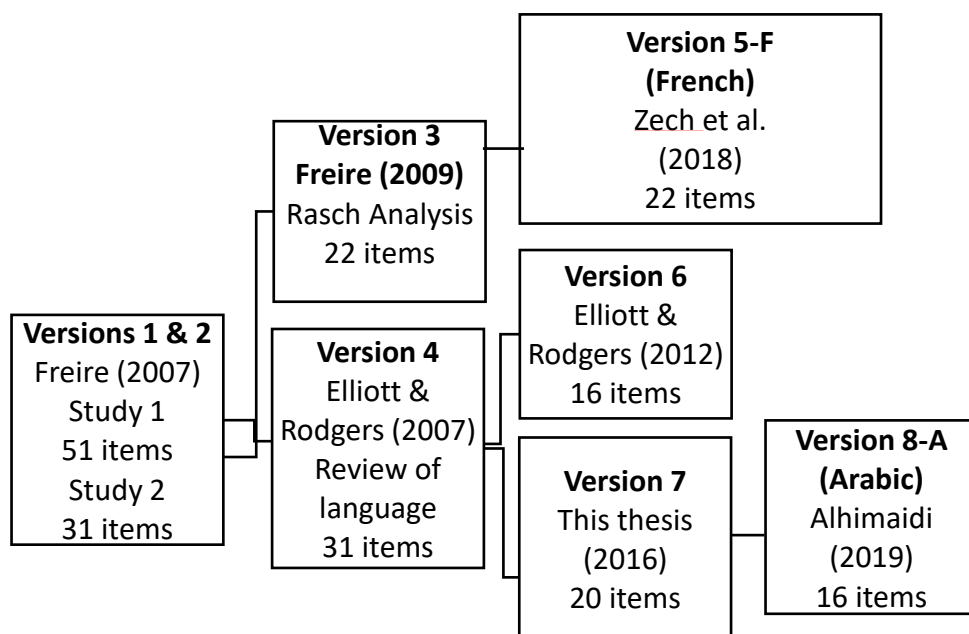 Versions 1 & 2
Freire (2007)
Study 1
51 items
Study 2
31 items
Version 3
Freire (2009)
Rasch Analysis
22 items
Version 4
Elliott &
Rodgers (2007)
Review of
language
31 items
Version 5-F
(French)
Zech et al.
(2018)
22 items
Version 6
Elliott &
Rodgers (2012)
16 items
Version 7
This thesis
(2016)
20 items
Version 8-A
(Arabic)
Alhimaidi
(2019)
16 items